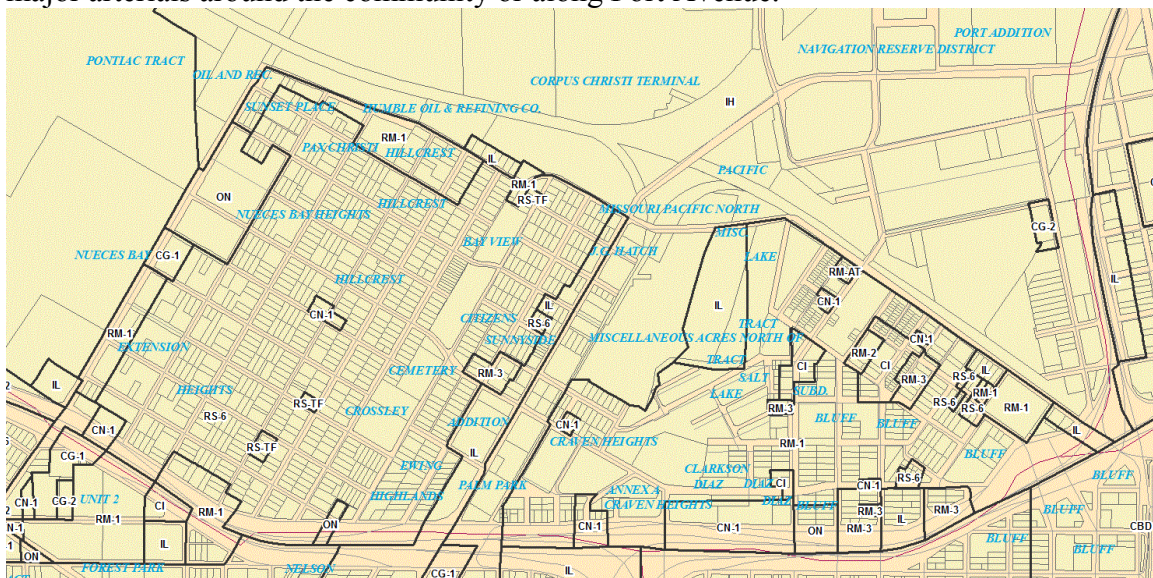 major arterials around the community or along Port Avenue.
PORT ADDITION
NAVIGATION RESERVE DISTRICT
PONTIAC TRACT
OIL AND REC.
CORPUS CHRISTI TERMINAL
IH
SUNSET PLACE
HUMBLE OIL & REFINING CO.
RM-1
PAX CHRISTI
HILLCREST
IL
PACIFIC
RM-1
RS-TF
ON
HILLCREST
MISSOURI PACIFIC NORTH
NUECES BAY HEIGHTS
CG-2
MISC.
BAY VIEW
J.G. HATCH
NUECES BAY
CG-1
LAKE
RM-AT
HILLCREST
IL
IL
CN-1
IL
CN-1
CITIZENS
RS-6
TRACT
RM-1
SUNNYSIDE
MISCELLANEOUS ACRES NORTH OF
CN-1
EXTENSION
RM-2
TRACT
CI
CI
CEMETERY
RM-3
IL
SALT
RM-3
RS-6
IL
HEIGHTS
LAKE
SUBD.
RM-1
RS-TF
RS-6
RS-6
RM-1
CROSSLEY
RM-3
RS-6
BLUFF
BLUFF
ADDITION
CN-1
IL
CN-1
CRAVEN HEIGHTS
RM-1
RS-TF
BLUFF
CG-1
IL
EWING
CLARKSON
BLUFF
DIAZ
DIAZ
CI
CN-1
RS-6
PALM PARK
HIGHLANDS
ANNEX A
UNIT 2
CN-1
CG-2
CRAVEN HEIGHTS
DIAZ
BLUFF
BLUFF
CI
RM-1
RM-1
RM-3
RM-3
N-1
ON
CN-1
CN-1
ON
RM-3
IL
CBD
BLUFF
BLUFF
IL
ON
FOREST PARK
NELSON
CG-1
IL